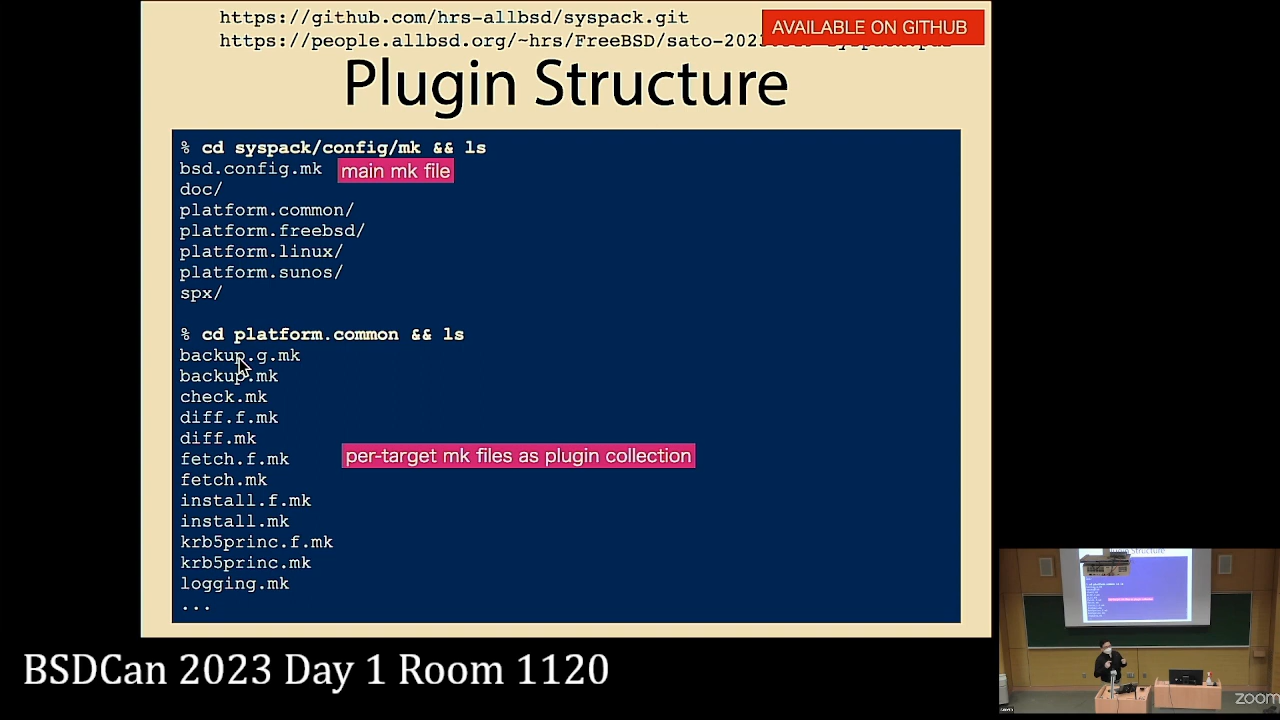 https://github.com/hrs-allbsd/syspack.git
AVAILABLE ON GITHUB
https://people.allbsd.org/~hrs/FreeBSD/sato-202
Plugin Structure
% cd syspack/config/mk && ls
bsd.config.mk main mk file
doc/
platform.common/
platform.freebsd/
platform.linux/
platform.sunos/
spx/
% cd platform.common && ls
backup.g.mk
backup.mk
check.mk
diff.f.mk
diff.mk
fetch.f.mk per-target mk files as plugin collection
fetch.mk
install.f.mk
install.mk
krb5princ.f.mk
krb5princ.mk
logging.mk
...
Plugin Structure
BSDCan 2023 Day 1 Room 1120
zoom